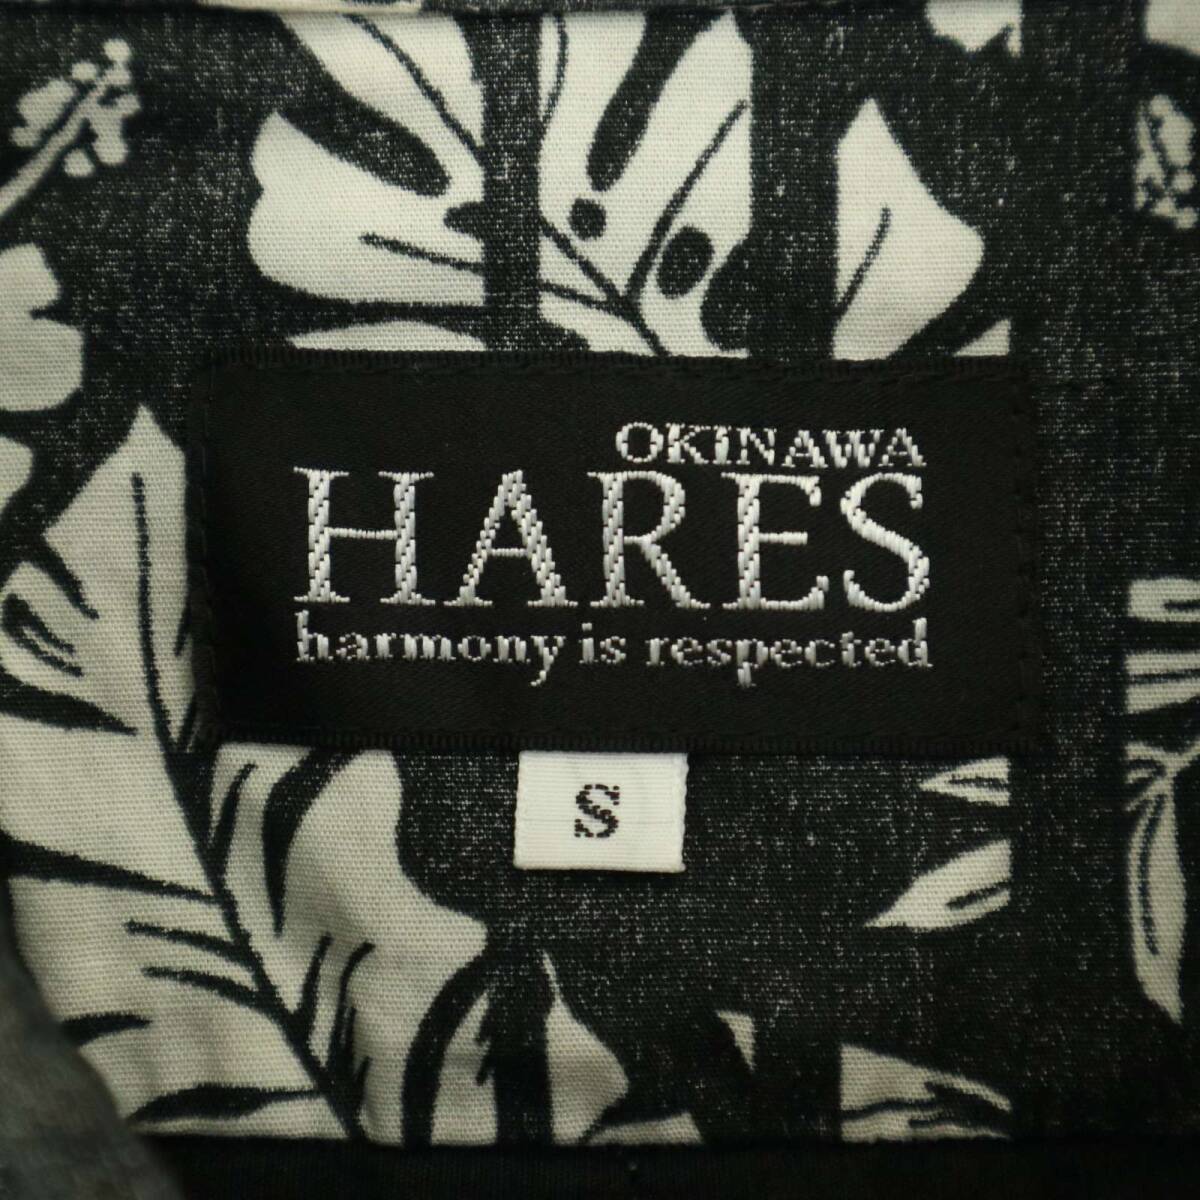 OKINAWA
HARES
harmony is respected
S